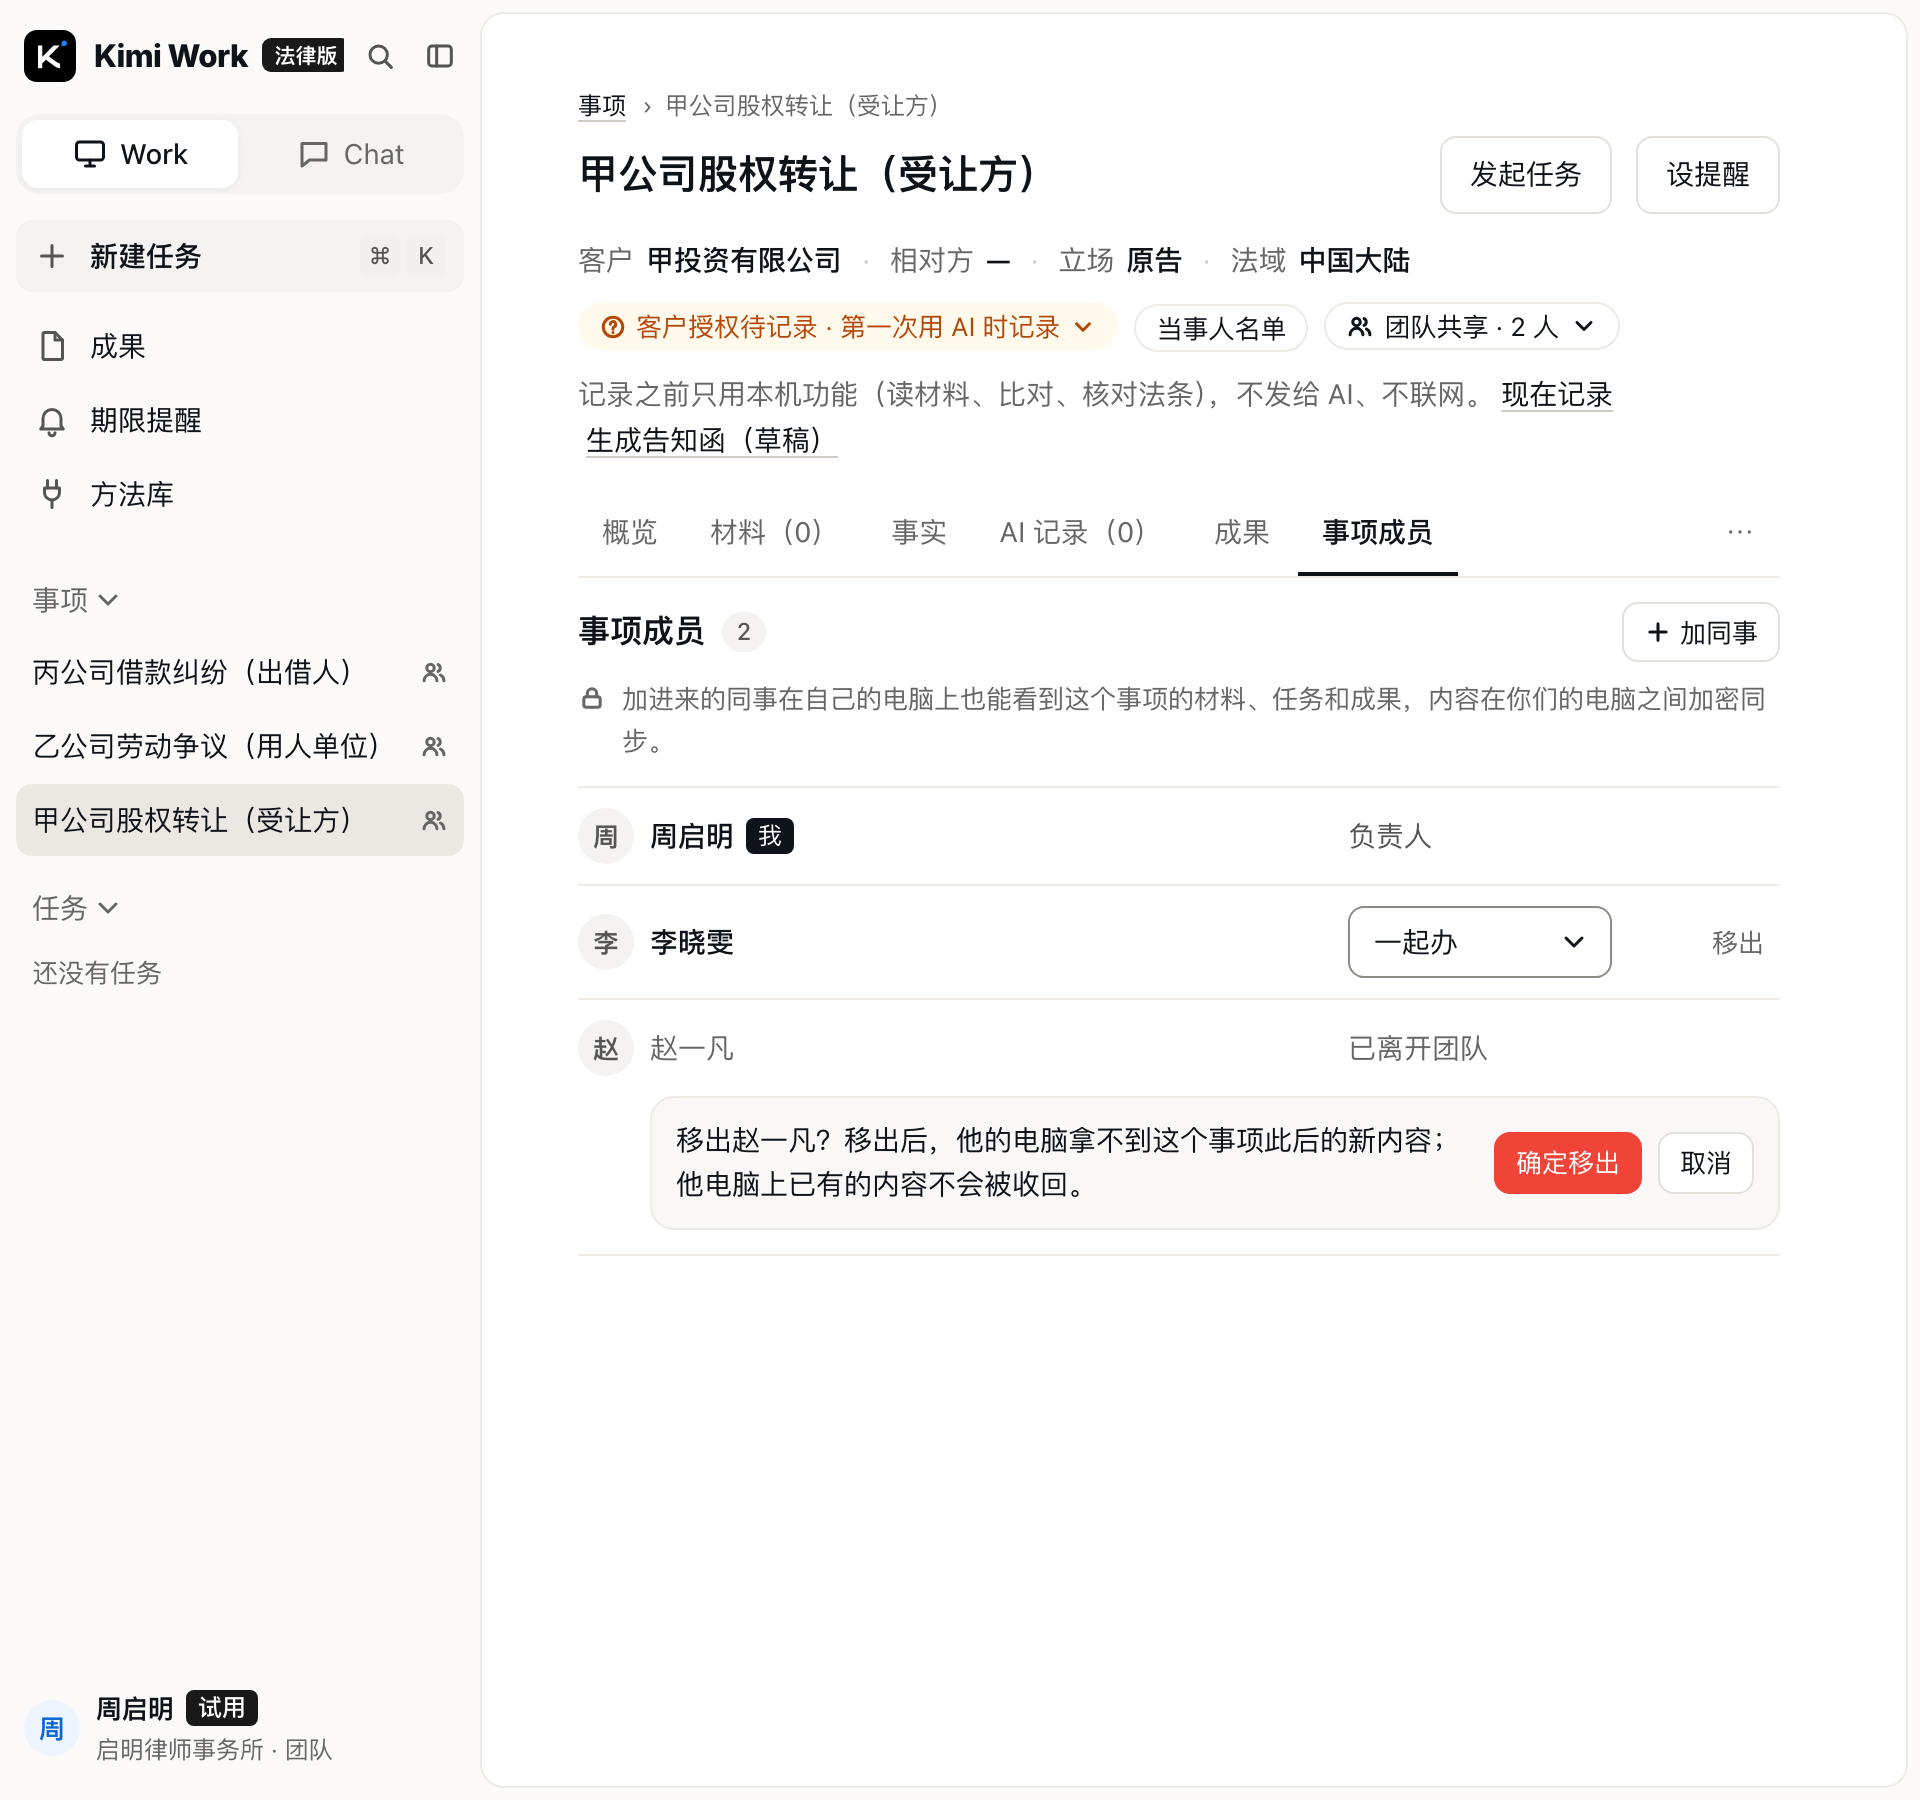 Kimi Work 法律版
Work
Chat
新建任务 ⌘ K
成果
期限提醒
方法库
事项
丙公司借款纠纷（出借人）
乙公司劳动争议（用人单位）
甲公司股权转让（受让方）
任务
还没有任务
周 周启明 试用
启明律师事务所 · 团队
事项 › 甲公司股权转让（受让方）
甲公司股权转让（受让方）
发起任务
设提醒
客户 甲投资有限公司 · 相对方 — · 立场 原告 · 法域 中国大陆
客户授权待记录 · 第一次用 AI 时记录
当事人名单
团队共享 · 2 人
记录之前只用本机功能（读材料、比对、核对法条），不发给 AI、不联网。 现在记录
生成告知函（草稿）
概览 材料（0） 事实 AI 记录（0） 成果 事项成员 ···
事项成员 2
+ 加同事
加进来的同事在自己的电脑上也能看到这个事项的材料、任务和成果，内容在你们的电脑之间加密同
步。
周 周启明 我 负责人
李 李晓雯 一起办 移出
赵 赵一凡 已离开团队
移出赵一凡？移出后，他的电脑拿不到这个事项此后的新内容；
他电脑上已有的内容不会被收回。
确定移出 取消